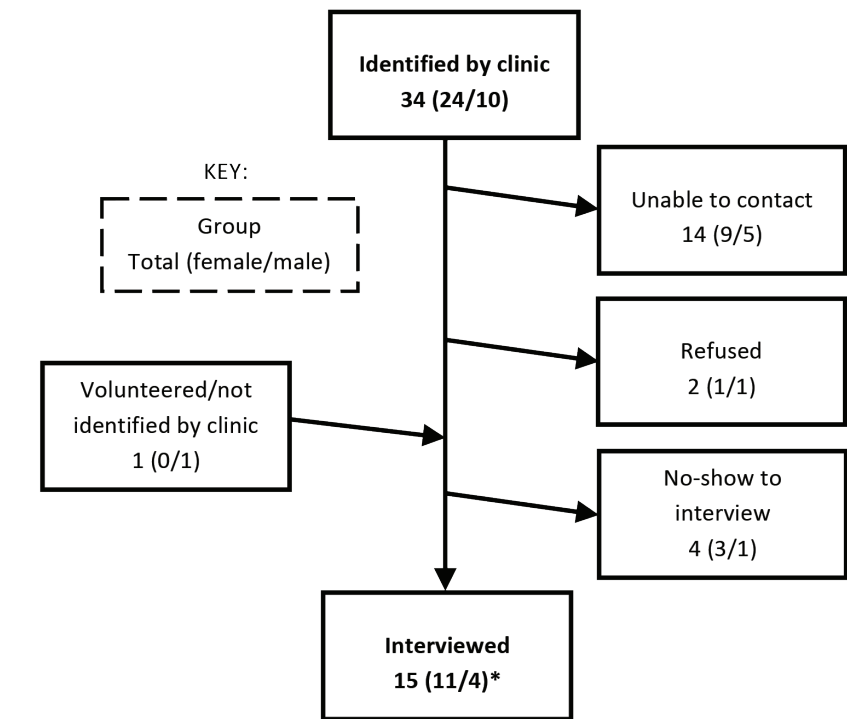 Identified by clinic
34 (24/10)
KEY:
Group
Total (female/male)
Unable to contact
14 (9/5)
Refused
2 (1/1)
Volunteered/not
identified by clinic
1 (0/1)
No-show to
interview
4 (3/1)
Interviewed
15 (11/4)*